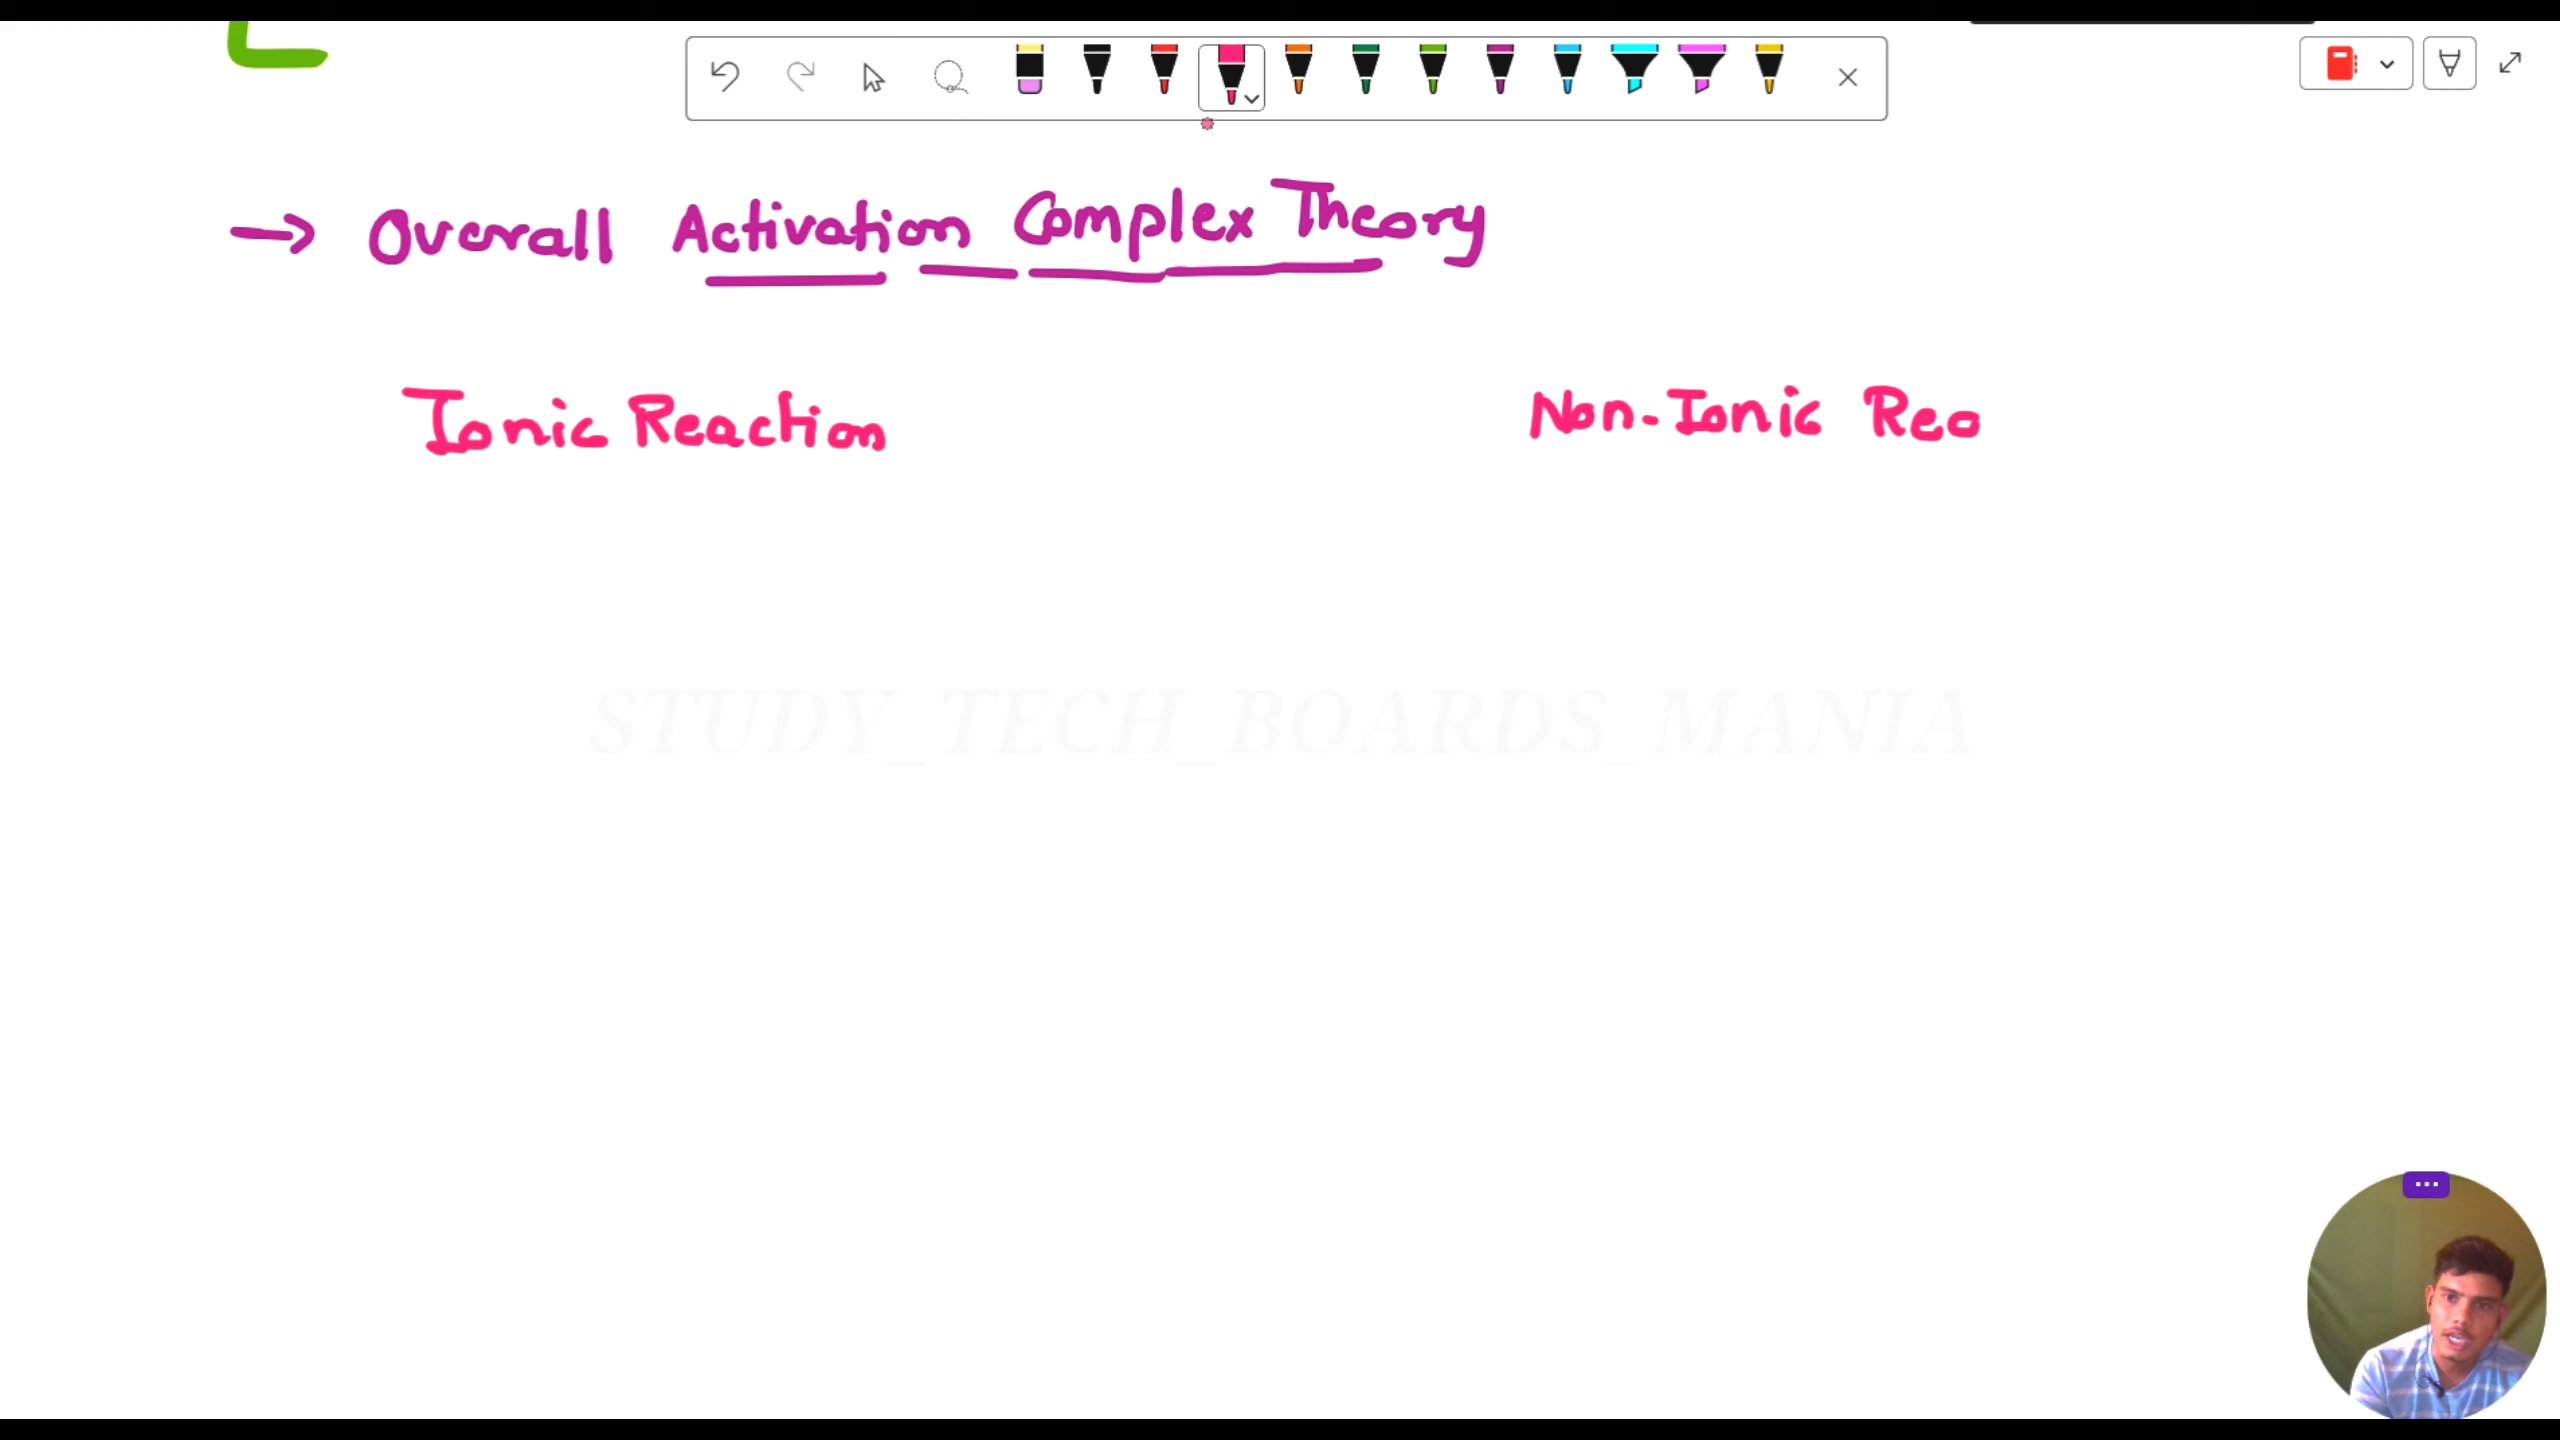 → Overall Activation Complex Theory
Ionic Reaction Non-Ionic Rea
STUDY_TECH_BOARDS_MANIA